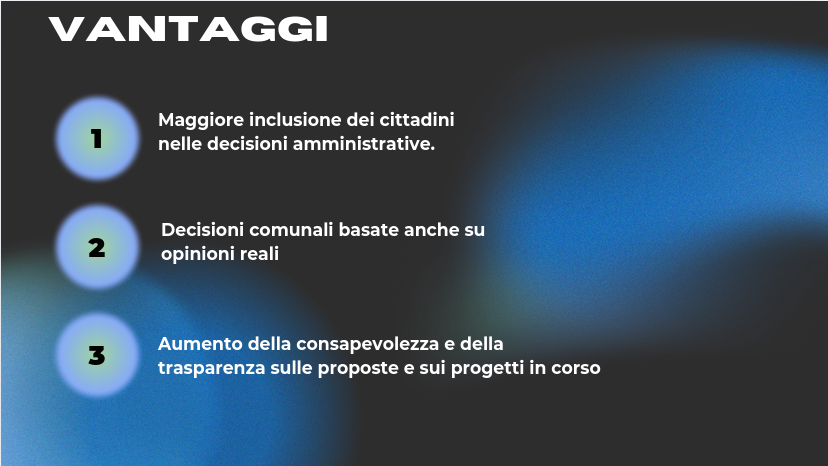 VANTAGGI
1
Maggiore inclusione dei cittadini
nelle decisioni amministrative.
2
Decisioni comunali basate anche su
opinioni reali
3
Aumento della consapevolezza e della
trasparenza sulle proposte e sui progetti in corso